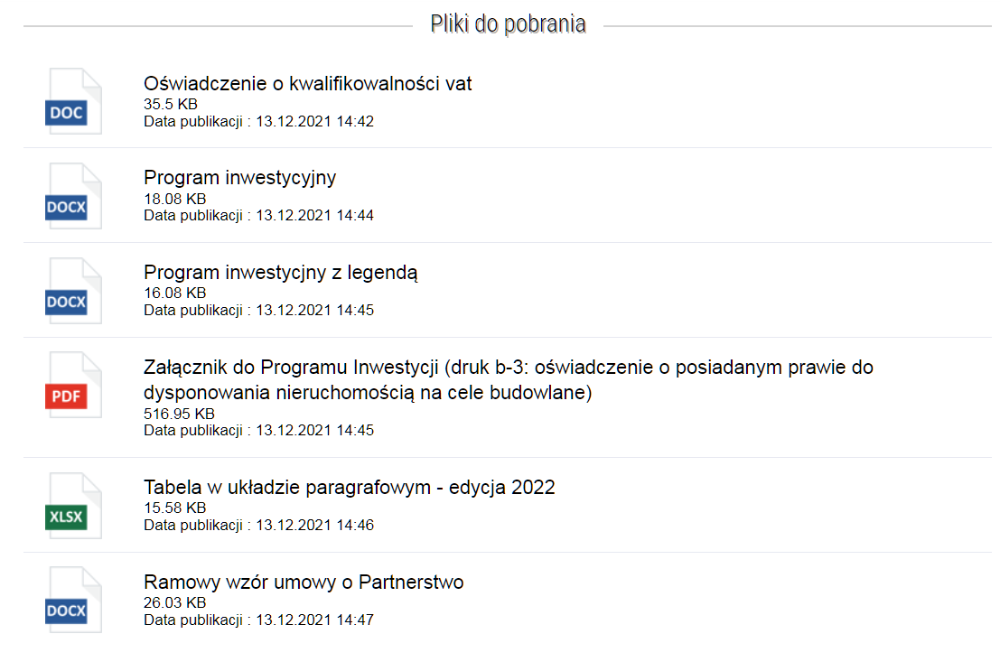 Pliki do pobrania
DOC
Oświadczenie o kwalifikowalności vat
35.5 KB
Data publikacji : 13.12.2021 14:42
DOCX
Program inwestycyjny
18.08 KB
Data publikacji : 13.12.2021 14:44
DOCX
Program inwestycjny z legendą
16.08 KB
Data publikacji : 13.12.2021 14:45
PDF
Załącznik do Programu Inwestycji (druk b-3: oświadczenie o posiadanym prawie do
dysponowania nieruchomością na cele budowlane)
516.95 KB
Data publikacji : 13.12.2021 14:45
XLSX
Tabela w układzie paragrafowym - edycja 2022
15.58 KB
Data publikacji : 13.12.2021 14:46
DOCX
Ramowy wzór umowy o Partnerstwo
26.03 KB
Data publikacji : 13.12.2021 14:47